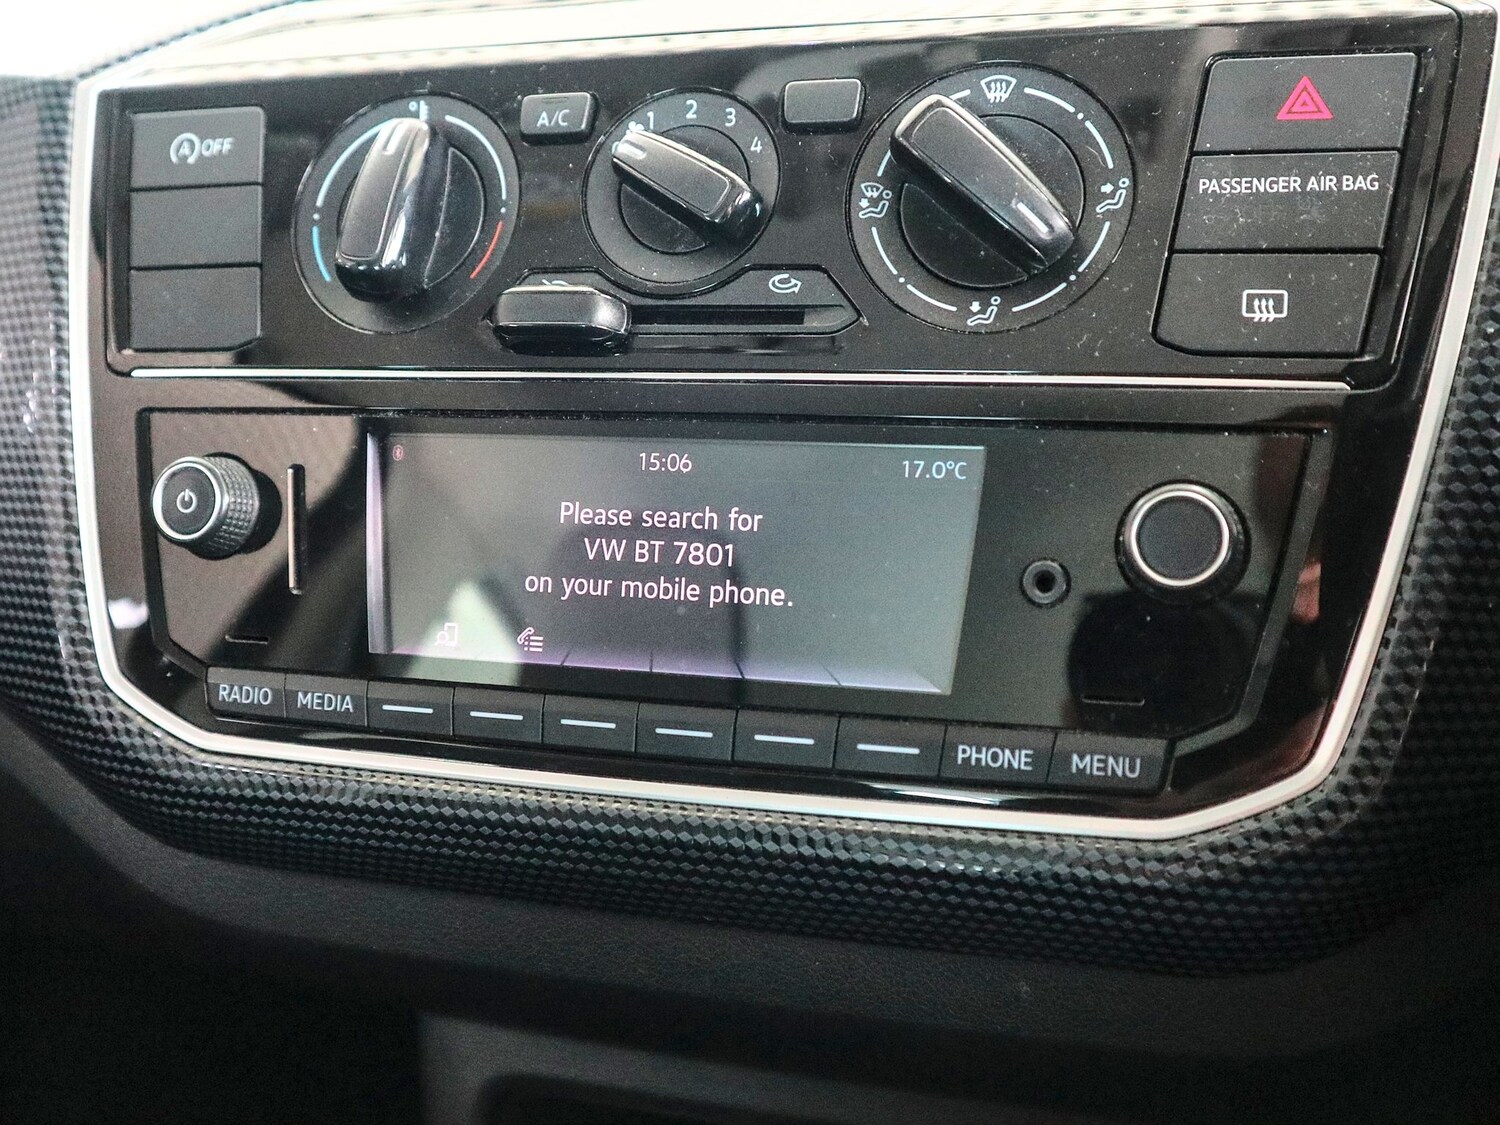 A OFF
A/C
1 2 3 4
PASSENGER AIR BAG
OFF
15:06 17.0°C
Please search for
VW BT 7801
on your mobile phone.
RADIO MEDIA PHONE MENU